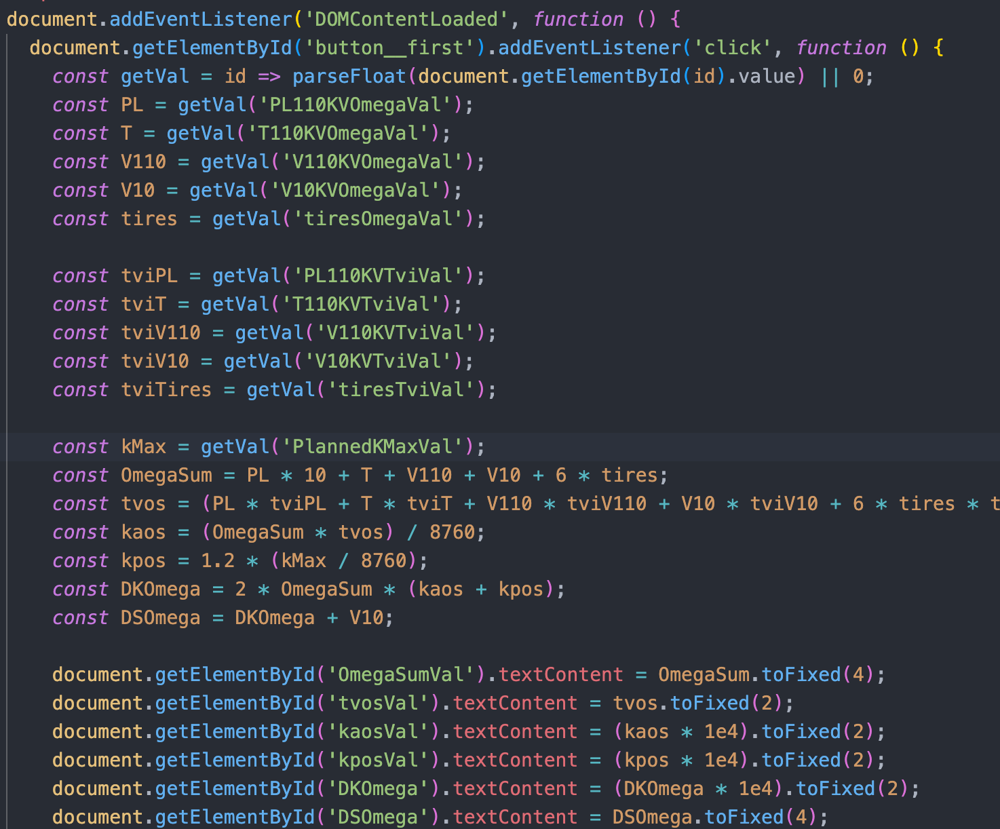 document.addEventListener('DOMContentLoaded', function () {
  document.getElementById('button__first').addEventListener('click', function () {
    const getVal = id => parseFloat(document.getElementById(id).value) || 0;
    const PL = getVal('PL110KVOmegaVal');
    const T = getVal('T110KVOmegaVal');
    const V110 = getVal('V110KVOmegaVal');
    const V10 = getVal('V10KVOmegaVal');
    const tires = getVal('tiresOmegaVal');

    const tviPL = getVal('PL110KVTviVal');
    const tviT = getVal('T110KVTviVal');
    const tviV110 = getVal('V110KVTviVal');
    const tviV10 = getVal('V10KVTviVal');
    const tviTires = getVal('tiresTviVal');

    const kMax = getVal('PlannedKMaxVal');
    const OmegaSum = PL * 10 + T + V110 + V10 + 6 * tires;
    const tvos = (PL * tviPL + T * tviT + V110 * tviV110 + V10 * tviV10 + 6 * tires * t
    const kaos = (OmegaSum * tvos) / 8760;
    const kpos = 1.2 * (kMax / 8760);
    const DKOmega = 2 * OmegaSum * (kaos + kpos);
    const DSOmega = DKOmega + V10;

    document.getElementById('OmegaSumVal').textContent = OmegaSum.toFixed(4);
    document.getElementById('tvosVal').textContent = tvos.toFixed(2);
    document.getElementById('kaosVal').textContent = (kaos * 1e4).toFixed(2);
    document.getElementById('kposVal').textContent = (kpos * 1e4).toFixed(2);
    document.getElementById('DKOmega').textContent = (DKOmega * 1e4).toFixed(2);
    document.getElementById('DSOmega').textContent = DSOmega.toFixed(4);